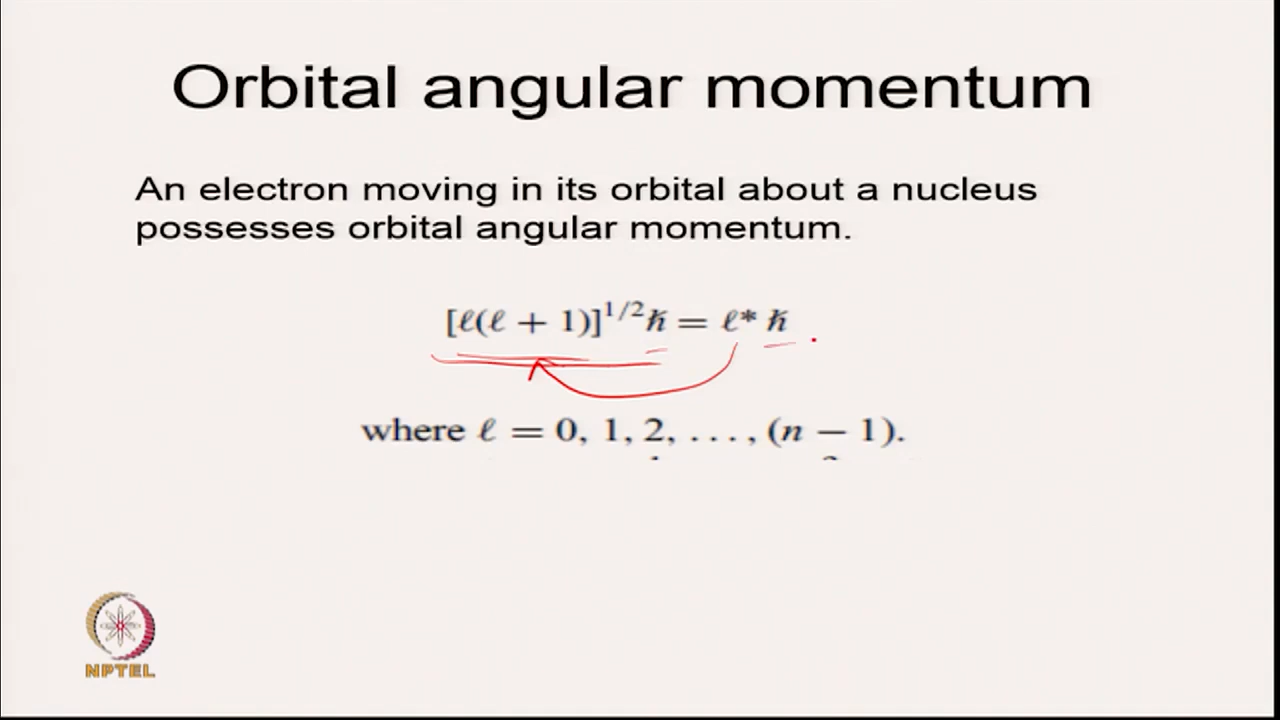 Orbital angular momentum
An electron moving in its orbital about a nucleus
possesses orbital angular momentum.
[ℓ(ℓ + 1)]^{1/2}ℏ = ℓ* ℏ
where ℓ = 0, 1, 2, . . . , (n − 1).
NPTEL